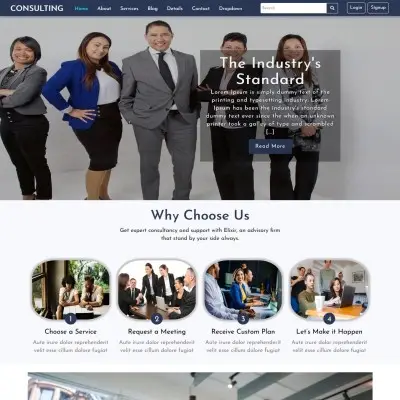 CONSULTING Home About Services Blog Details Contact Dropdown Search Login Signup
The Industry's
Standard
Lorem Ipsum is simply dummy text of the
printing and typesetting industry. Lorem
Ipsum has been the industry's standard
dummy text ever since the when an unknown
printer took a galley of type and scrambled
[...]
Read More
Why Choose Us
Get expert consultancy and support with Elixir, an advisory firm
that stand by your side always.
1 2 3 4
Choose a Service Request a Meeting Receive Custom Plan Let's Make it Happen
Aute irure dolor reprehenderit Aute irure dolor reprehenderit Aute irure dolor reprehenderit Aute irure dolor reprehenderit
velit esse cillum dolore fugiat velit esse cillum dolore fugiat velit esse cillum dolore fugiat velit esse cillum dolore fugiat